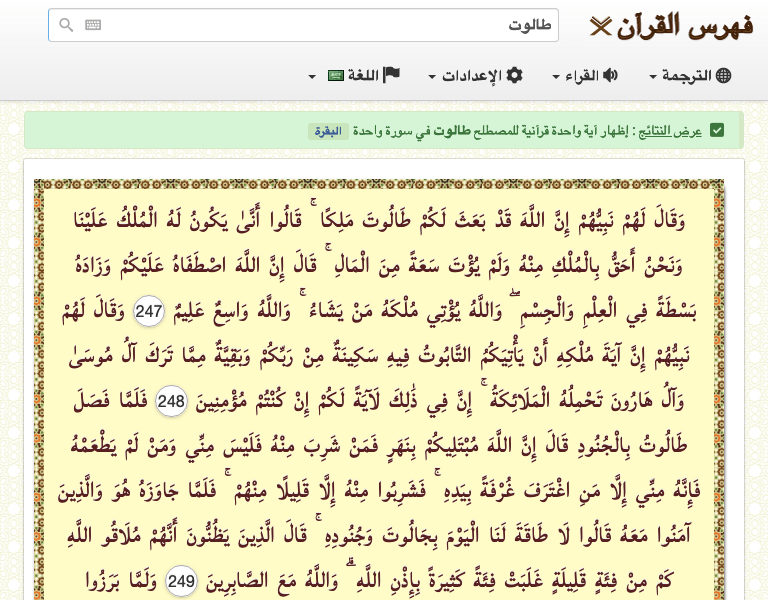 فهرس القرآن
طالوت
الترجمة
القراء
الإعدادات
اللغة
عرض النتائج : إظهار آية واحدة قرآنية للمصطلح طالوت في سورة واحدة البقرة
وَقَالَ لَهُمْ نَبِيُّهُمْ إِنَّ اللَّهَ قَدْ بَعَثَ لَكُمْ طَالُوتَ مَلِكًا ۚ قَالُوا أَنَّىٰ يَكُونُ لَهُ الْمُلْكُ عَلَيْنَا
وَنَحْنُ أَحَقُّ بِالْمُلْكِ مِنْهُ وَلَمْ يُؤْتَ سَعَةً مِنَ الْمَالِ ۚ قَالَ إِنَّ اللَّهَ اصْطَفَاهُ عَلَيْكُمْ وَزَادَهُ
بَسْطَةً فِي الْعِلْمِ وَالْجِسْمِ ۖ وَاللَّهُ يُؤْتِي مُلْكَهُ مَنْ يَشَاءُ ۚ وَاللَّهُ وَاسِعٌ عَلِيمٌ 247 وَقَالَ لَهُمْ
نَبِيُّهُمْ إِنَّ آيَةَ مُلْكِهِ أَنْ يَأْتِيَكُمُ التَّابُوتُ فِيهِ سَكِينَةٌ مِنْ رَبِّكُمْ وَبَقِيَّةٌ مِمَّا تَرَكَ آلُ مُوسَىٰ
وَآلُ هَارُونَ تَحْمِلُهُ الْمَلَائِكَةُ ۚ إِنَّ فِي ذَٰلِكَ لَآيَةً لَكُمْ إِنْ كُنْتُمْ مُؤْمِنِينَ 248 فَلَمَّا فَصَلَ
طَالُوتُ بِالْجُنُودِ قَالَ إِنَّ اللَّهَ مُبْتَلِيكُمْ بِنَهَرٍ فَمَنْ شَرِبَ مِنْهُ فَلَيْسَ مِنِّي وَمَنْ لَمْ يَطْعَمْهُ
فَإِنَّهُ مِنِّي إِلَّا مَنِ اغْتَرَفَ غُرْفَةً بِيَدِهِ ۚ فَشَرِبُوا مِنْهُ إِلَّا قَلِيلًا مِنْهُمْ ۚ فَلَمَّا جَاوَزَهُ هُوَ وَالَّذِينَ
آمَنُوا مَعَهُ قَالُوا لَا طَاقَةَ لَنَا الْيَوْمَ بِجَالُوتَ وَجُنُودِهِ ۚ قَالَ الَّذِينَ يَظُنُّونَ أَنَّهُمْ مُلَاقُو اللَّهِ
كَمْ مِنْ فِئَةٍ قَلِيلَةٍ غَلَبَتْ فِئَةً كَثِيرَةً بِإِذْنِ اللَّهِ ۗ وَاللَّهُ مَعَ الصَّابِرِينَ 249 وَلَمَّا بَرَزُوا